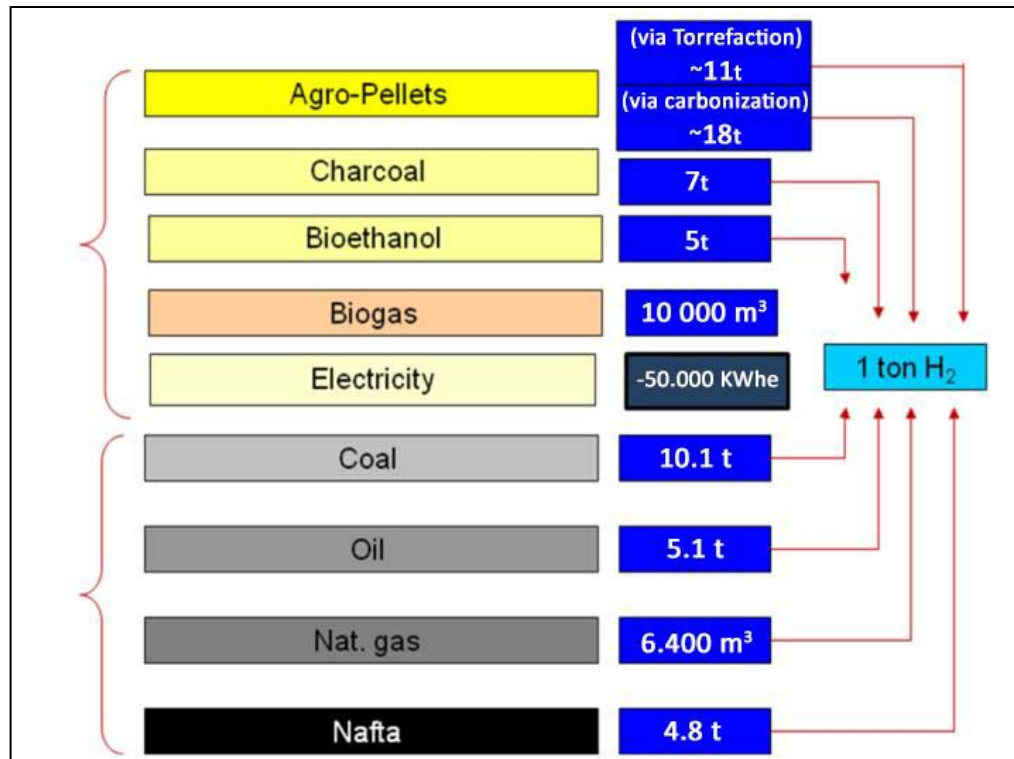 (via Torrefaction)
~11t
Agro-Pellets
(via carbonization)
~18t
Charcoal
7t
Bioethanol
5t
Biogas
10 000 m³
Electricity
-50.000 KWhe
1 ton H₂
Coal
10.1 t
Oil
5.1 t
Nat. gas
6.400 m³
Nafta
4.8 t